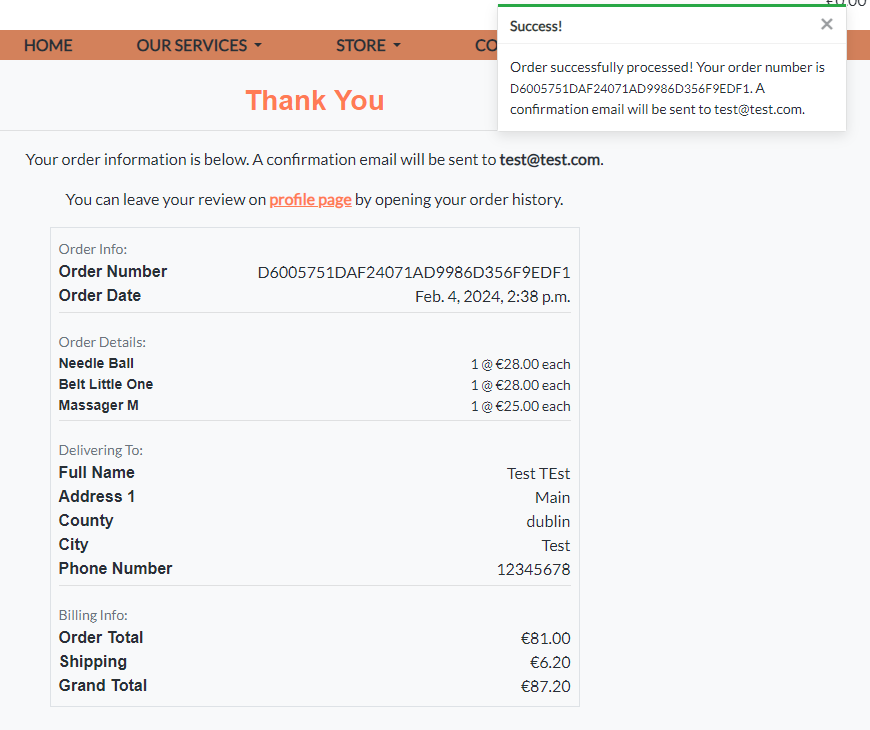 €0.00
HOME OUR SERVICES STORE CO
Success! ×
Order successfully processed! Your order number is
D6005751DAF24071AD9986D356F9EDF1. A
confirmation email will be sent to test@test.com.
Thank You
Your order information is below. A confirmation email will be sent to test@test.com.
You can leave your review on profile page by opening your order history.
Order Info:
Order Number D6005751DAF24071AD9986D356F9EDF1
Order Date Feb. 4, 2024, 2:38 p.m.
Order Details:
Needle Ball 1 @ €28.00 each
Belt Little One 1 @ €28.00 each
Massager M 1 @ €25.00 each
Delivering To:
Full Name Test TEst
Address 1 Main
County dublin
City Test
Phone Number 12345678
Billing Info:
Order Total €81.00
Shipping €6.20
Grand Total €87.20